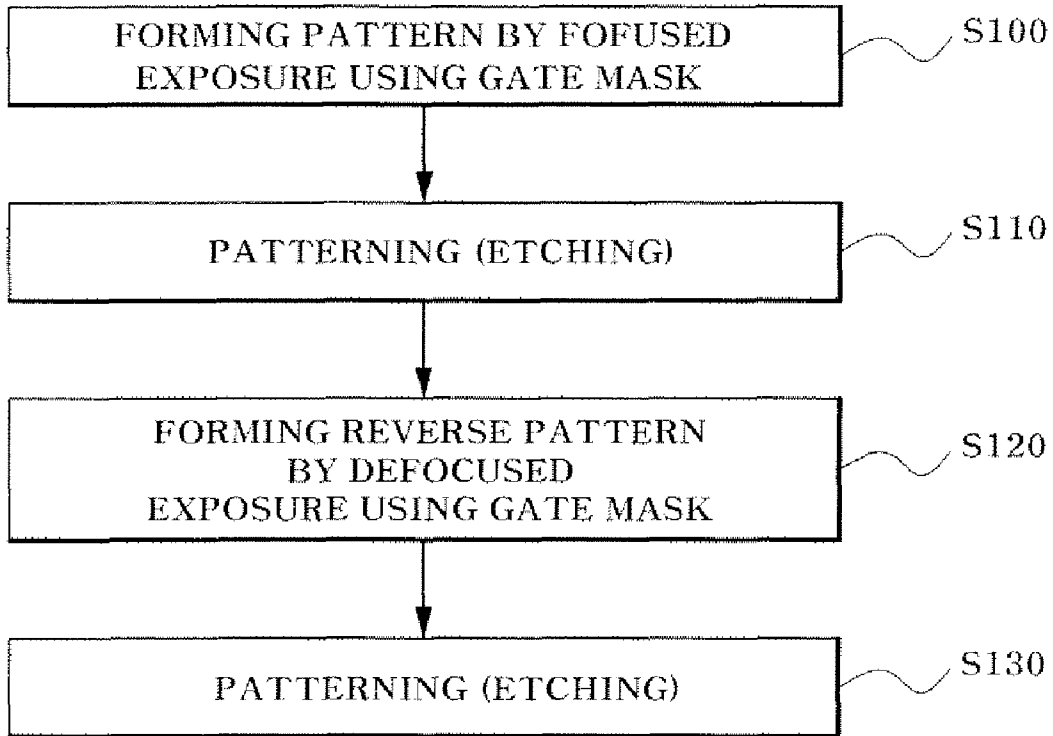 FORMING PATTERN BY FOFUSED
EXPOSURE USING GATE MASK
S100
PATTERNING (ETCHING)
S110
FORMING REVERSE PATTERN
BY DEFOCUSED
EXPOSURE USING GATE MASK
S120
PATTERNING (ETCHING)
S130